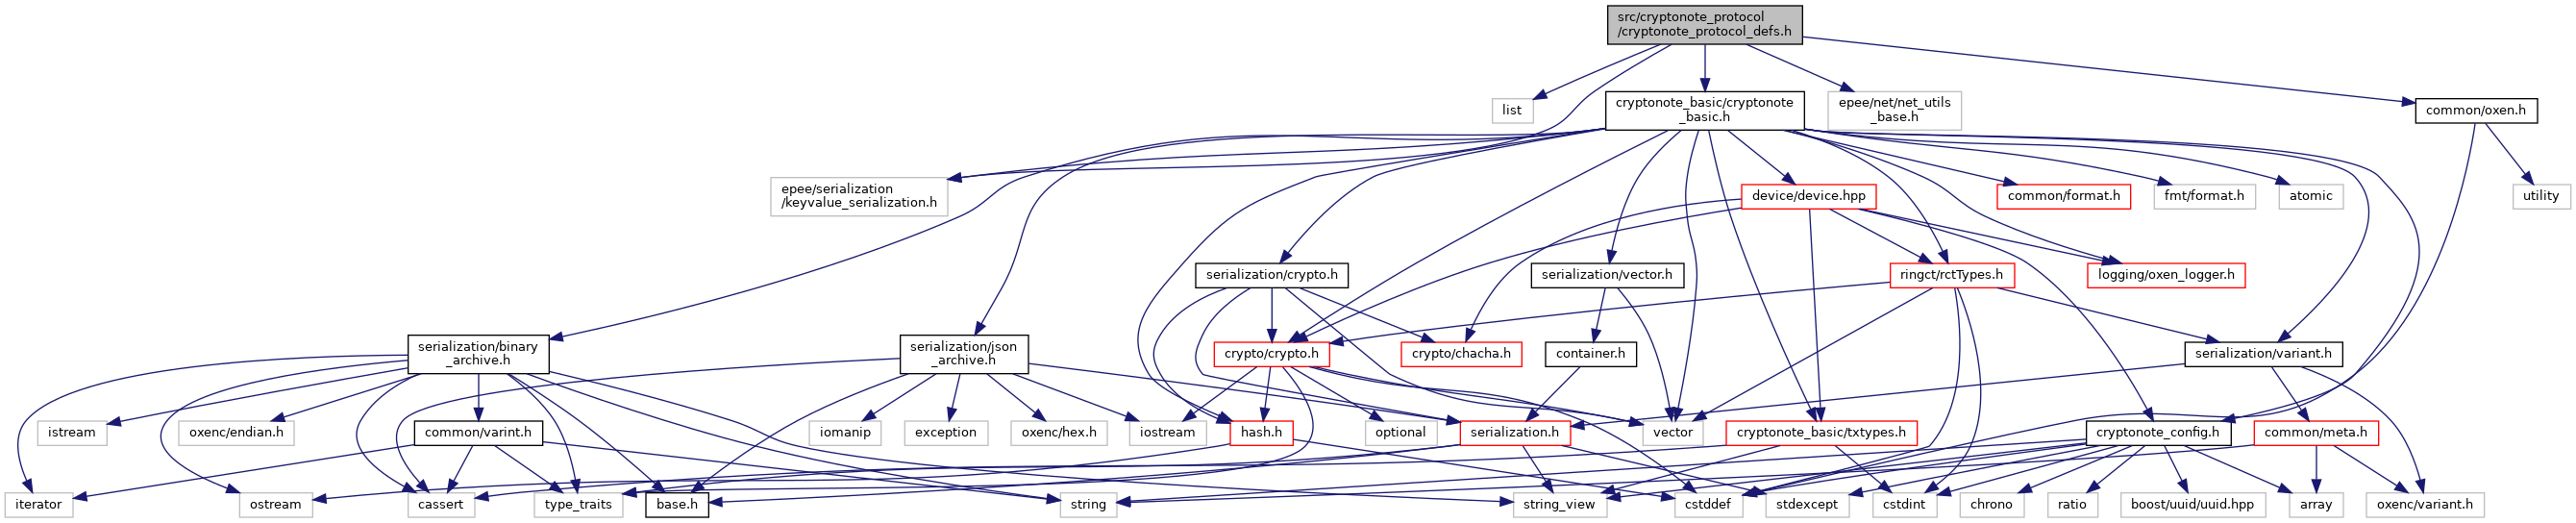 src/cryptonote_protocol
/cryptonote_protocol_defs.h
list
cryptonote_basic/cryptonote
_basic.h
epee/net/net_utils
_base.h
common/oxen.h
epee/serialization
/keyvalue_serialization.h
device/device.hpp
common/format.h
fmt/format.h
atomic
utility
serialization/crypto.h
serialization/vector.h
ringct/rctTypes.h
logging/oxen_logger.h
serialization/binary
_archive.h
serialization/json
_archive.h
crypto/crypto.h
crypto/chacha.h
container.h
serialization/variant.h
istream
oxenc/endian.h
common/varint.h
iomanip
exception
oxenc/hex.h
iostream
hash.h
optional
serialization.h
vector
cryptonote_basic/txtypes.h
cryptonote_config.h
common/meta.h
iterator
ostream
cassert
type_traits
base.h
string
string_view
cstddef
stdexcept
cstdint
chrono
ratio
boost/uuid/uuid.hpp
array
oxenc/variant.h